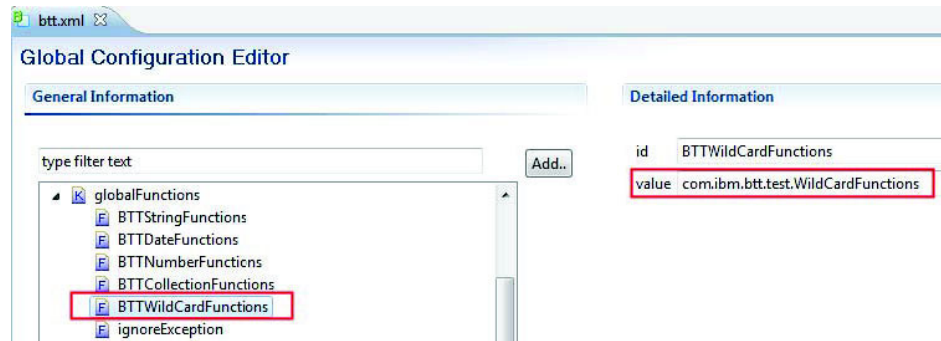 btt.xml
Global Configuration Editor
General Information
type filter text
Add..
globalFunctions
BTTStringFunctions
BTTDateFunctions
BTTNumberFunctions
BTTCollectionFunctions
BTTWildCardFunctions
ignoreException
Detailed Information
id BTTWildCardFunctions
value com.ibm.btt.test.WildCardFunctions